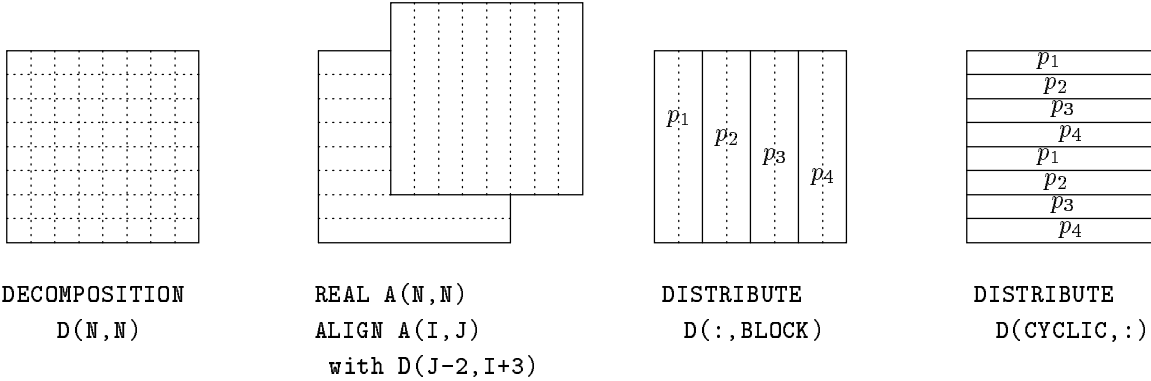 p1
p2
p3
p4
p1
p2
p3
p4
p1
p2
p3
p4
DECOMPOSITION
D(N,N)
REAL A(N,N)
ALIGN A(I,J)
with D(J-2,I+3)
DISTRIBUTE
D(:,BLOCK)
DISTRIBUTE
D(CYCLIC,:)